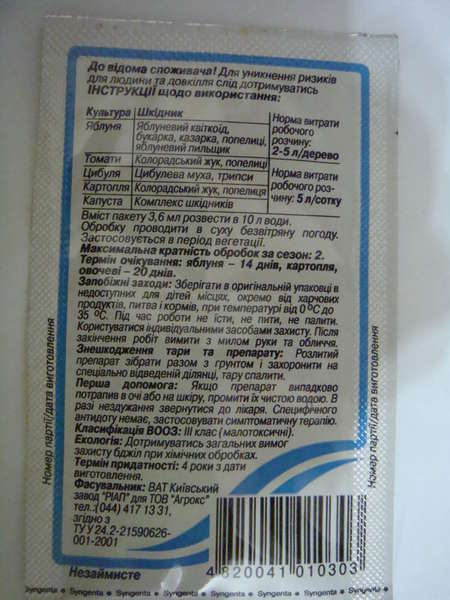 До відома споживача! Для уникнення ризиків
для людини та довкілля слід дотримуватись
ІНСТРУКЦІЇ щодо використання:
Культура Шкідник Норма витрати
робочого
розчину:
2-5 л/дерево
Яблуня Яблуневий квіткоїд,
букарка, казарка, попелиці,
яблуневий пильщик
Томати Колорадський жук, попелиці
Цибуля Цибулева муха, трипси
Картопля Колорадський жук, попелиця
Капуста Комплекс шкідників
Норма витрати
робочого роз-
чину: 5 л/сотку
Вміст пакету 3,6 мл розвести в 10 л води.
Обробку проводити в суху безвітряну погоду.
Застосовується в період вегетації.
Максимальна кратність обробок за сезон: 2.
Термін очікування: яблуня – 14 днів, картопля,
овочеві – 20 днів.
Запобіжні заходи: Зберігати в оригінальній упаковці в
недоступних для дітей місцях, окремо від харчових
продуктів, питва і кормів, при температурі від 0 °С до
35 °С. Під час роботи не їсти, не пити, не палити.
Користуватися індивідуальними засобами захисту. Після
закінчення робіт вимити з милом руки та обличчя.
Знешкодження тари та препарату: Розлитий
препарат зібрати разом з грунтом і захоронити на
спеціально відведеній ділянці, тару спалити.
Перша допомога: Якщо препарат випадково
потрапив в очі або на шкіру, промити їх чистою водою. В
разі нездужання звернутися до лікаря. Специфічного
антидоту немає, застосовувати симптоматичну терапію.
Класифікація ВООЗ: III клас (малотоксичні).
Екологія: Дотримуватись загальних вимог
захисту бджіл при хімічних обробках.
Термін придатності: 4 роки з дати
виготовлення.
Фасувальник: ВАТ Київський
завод "РІАП" для ТОВ "Агрокс"
тел.:(044) 417 13 31,
згідно з
ТУ У 24.2-21590626-
001-2001
Незаймисте
4 820041 010303
Номер партії/дата виготовлення
Номер партії/дата виготовлення
Syngenta Syngenta Syngenta Syngenta Syngenta Syngenta Syngenta